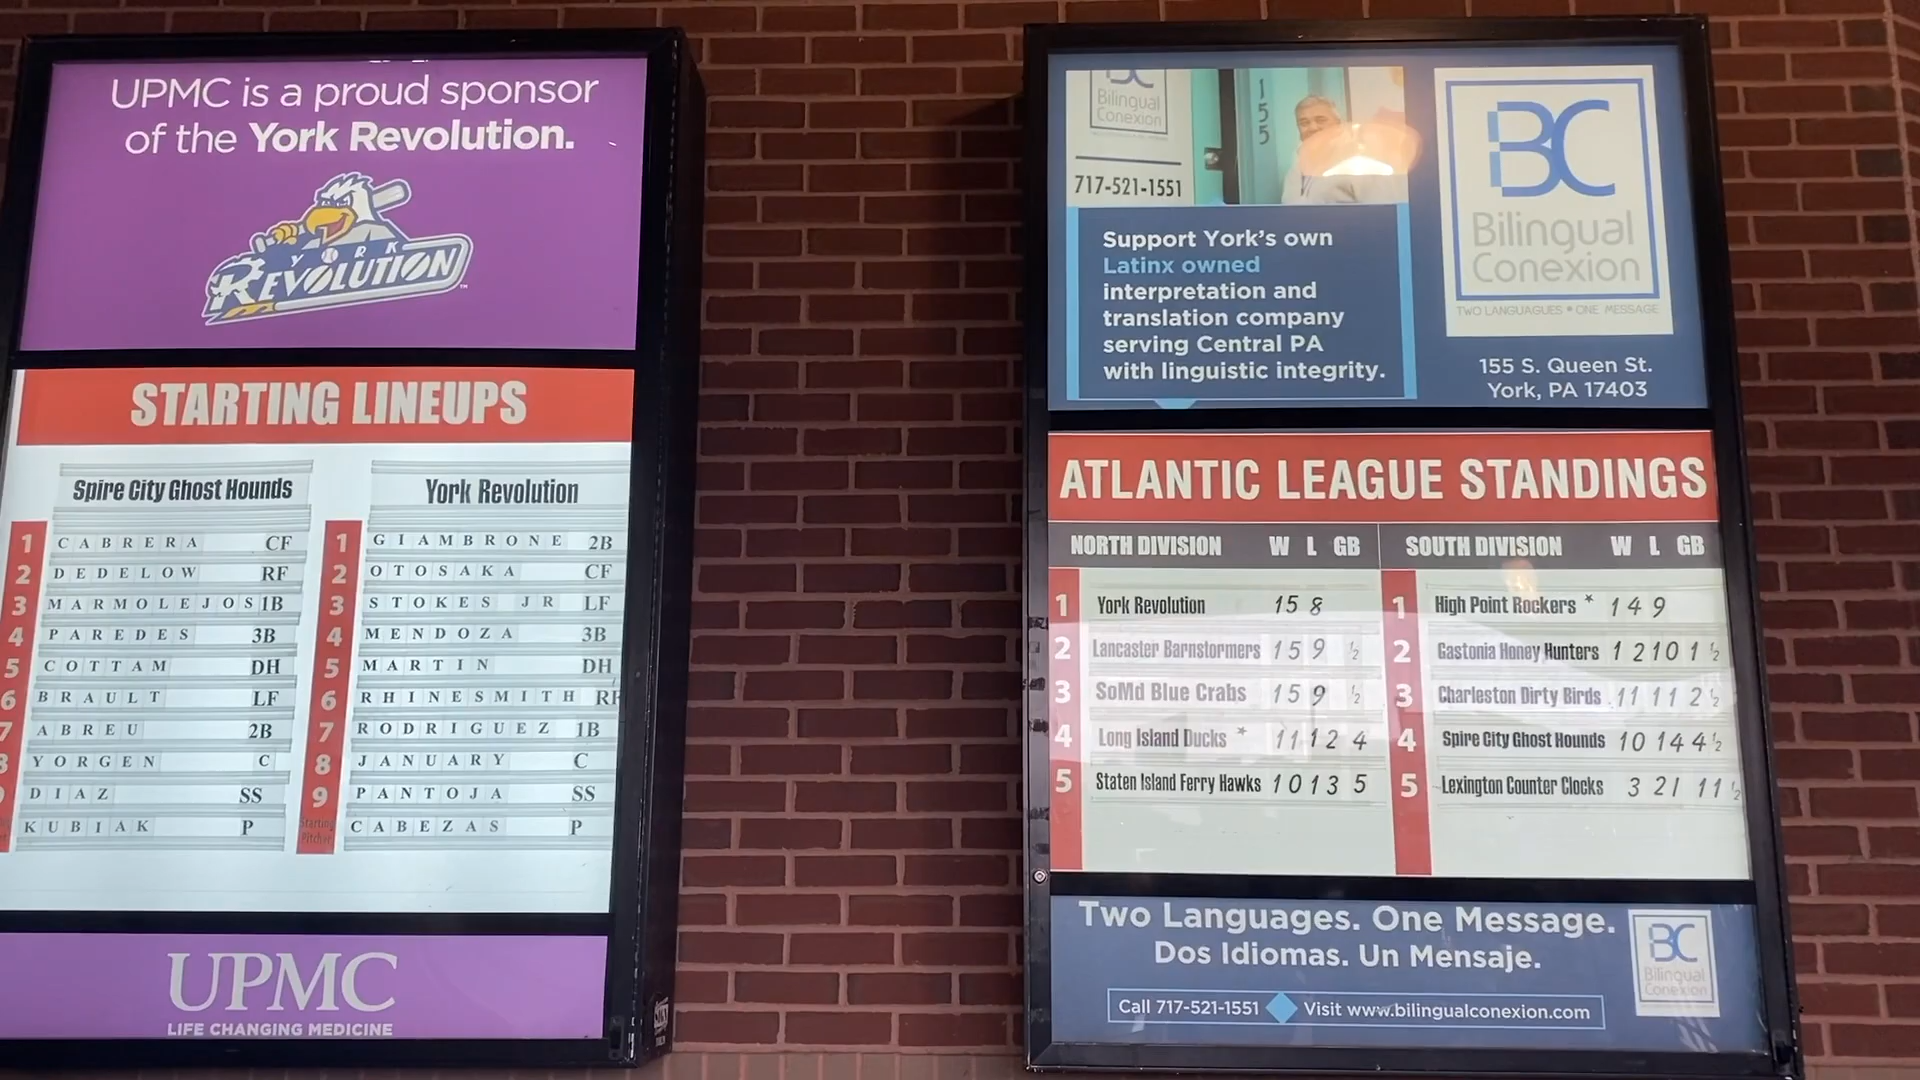 UPMC is a proud sponsor
of the York Revolution.
YORK
REVOLUTION
STARTING LINEUPS
Spire City Ghost Hounds
1 CABRERA CF
2 DEDELOW RF
3 MARMOLEJOS 1B
4 PAREDES 3B
5 COTTAM DH
6 BRAULT LF
7 ABREU 2B
8 YORGEN C
9 DIAZ SS
KUBIAK P
York Revolution
1 GIAMBRONE 2B
2 OTOSAKA CF
3 STOKES JR LF
4 MENDOZA 3B
5 MARTIN DH
6 RHINESMITH RF
7 RODRIGUEZ 1B
8 JANUARY C
9 PANTOJA SS
Starting
Pitcher
CABEZAS P
UPMC
LIFE CHANGING MEDICINE
Bilingual
Conexion
717-521-1551
155
Support York's own
Latinx owned
interpretation and
translation company
serving Central PA
with linguistic integrity.
BC
Bilingual
Conexion
TWO LANGUAGUES • ONE MESSAGE
155 S. Queen St.
York, PA 17403
ATLANTIC LEAGUE STANDINGS
NORTH DIVISION W L GB
1 York Revolution 15 8
2 Lancaster Barnstormers 15 9 ½
3 SoMd Blue Crabs 15 9 ½
4 Long Island Ducks * 11 12 4
5 Staten Island Ferry Hawks 10 13 5
SOUTH DIVISION W L GB
1 High Point Rockers * 14 9
2 Gastonia Honey Hunters 12 10 1½
3 Charleston Dirty Birds 11 11 2½
4 Spire City Ghost Hounds 10 14 4½
5 Lexington Counter Clocks 3 21 11½
Two Languages. One Message.
Dos Idiomas. Un Mensaje.
BC
Bilingual
Conexion
Call 717-521-1551 Visit www.bilingualconexion.com